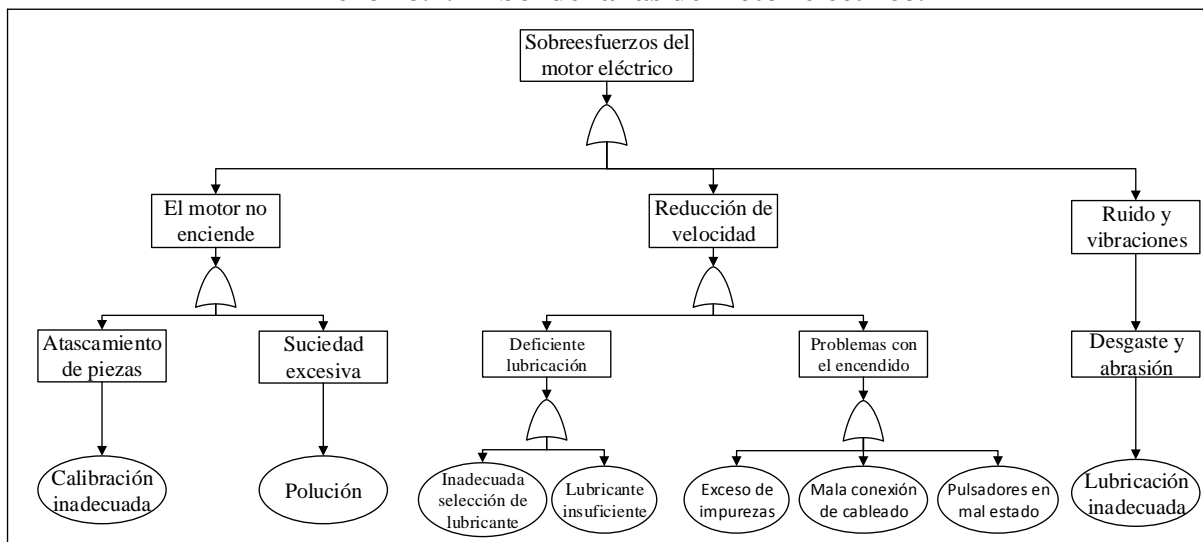 Sobreesfuerzos del
motor eléctrico
El motor no
enciende
Reducción de
velocidad
Ruido y
vibraciones
Atascamiento
de piezas
Suciedad
excesiva
Deficiente
lubricación
Problemas con
el encendido
Desgaste y
abrasión
Calibración
inadecuada
Polución
Inadecuada
selección de
lubricante
Lubricante
insuficiente
Exceso de
impurezas
Mala conexión
de cableado
Pulsadores en
mal estado
Lubricación
inadecuada